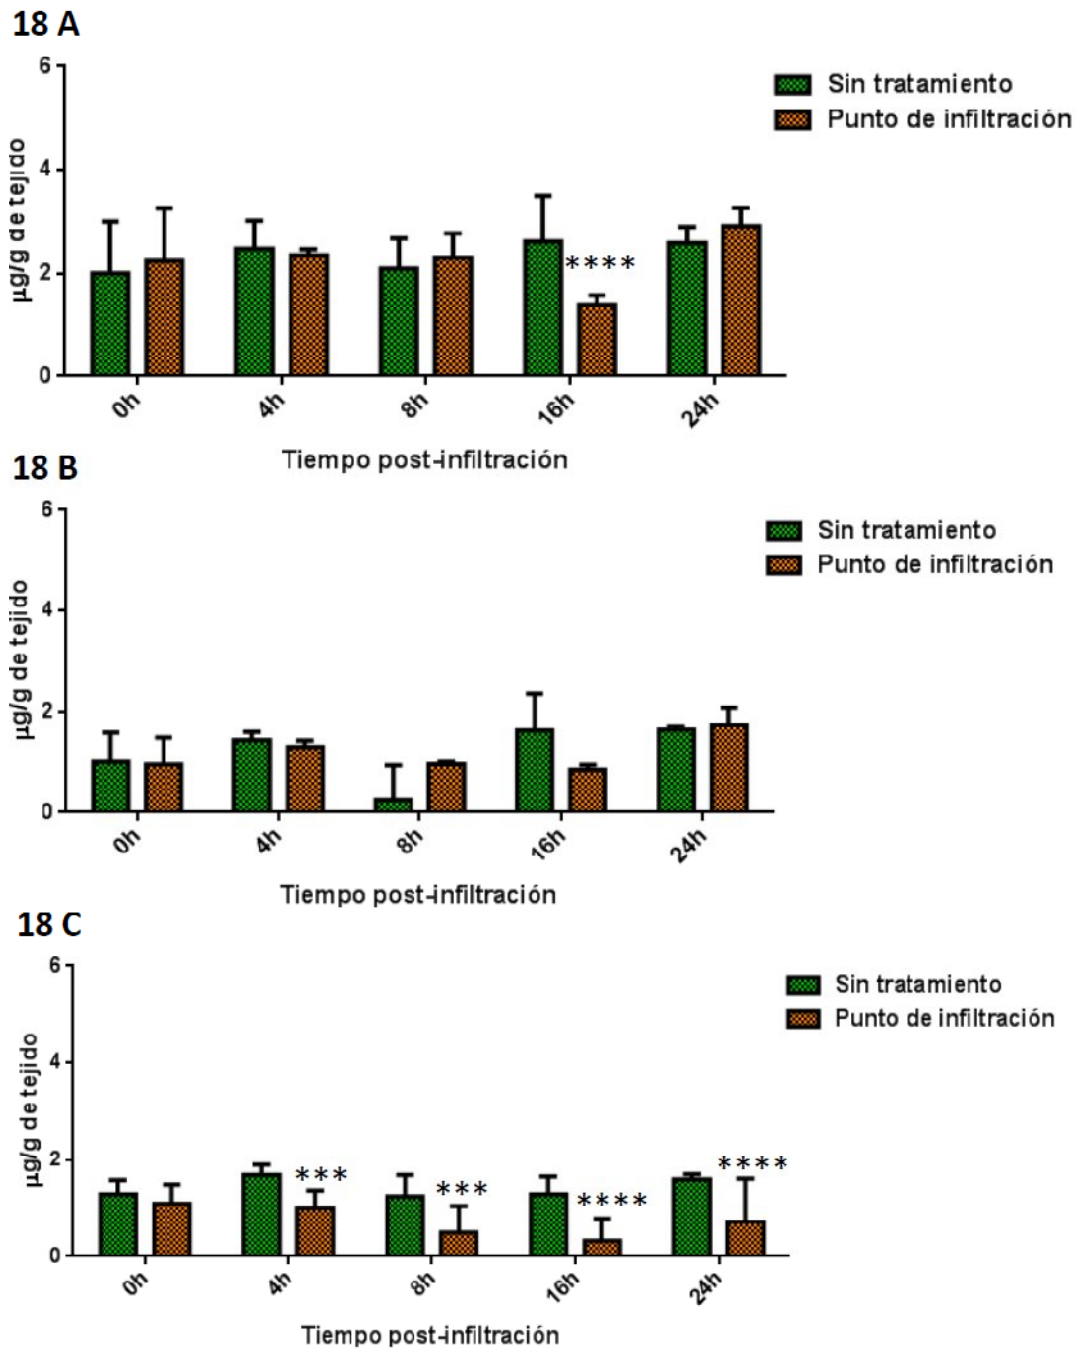 18 A
6
4
2
0
µg/g de tejido
Sin tratamiento
Punto de infiltración
****
0h 4h 8h 16h 24h
Tiempo post-infiltración
18 B
6
4
2
0
µg/g de tejido
Sin tratamiento
Punto de infiltración
0h 4h 8h 16h 24h
Tiempo post-infiltración
18 C
6
4
2
0
µg/g de tejido
Sin tratamiento
Punto de infiltración
*** *** **** ****
0h 4h 8h 16h 24h
Tiempo post-infiltración